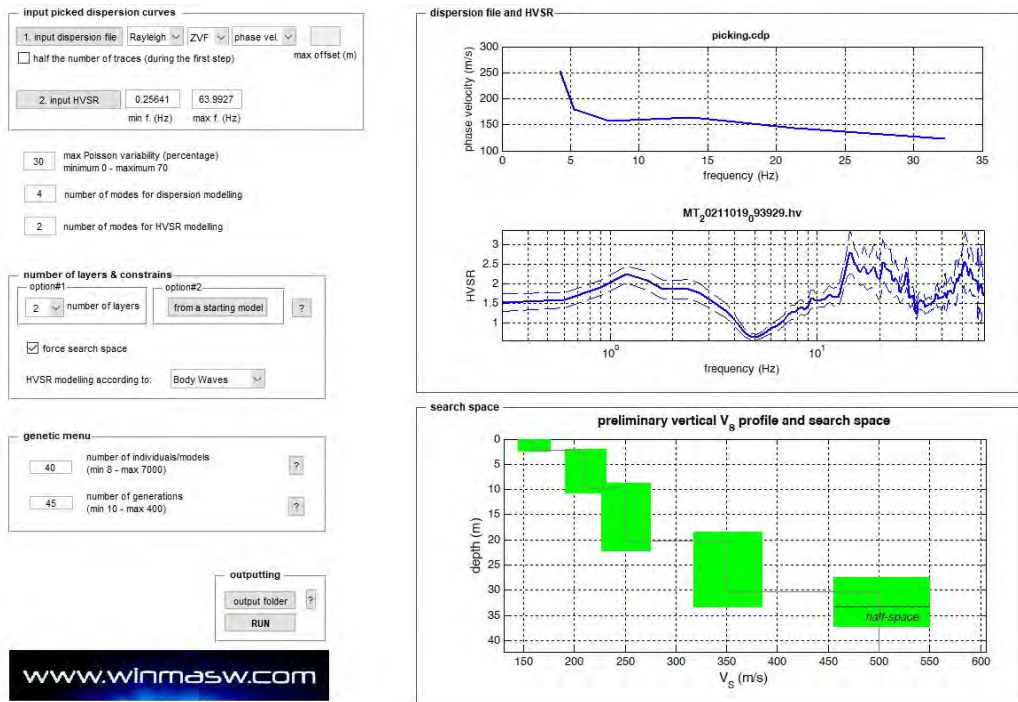 input picked dispersion curves
1. input dispersion file Rayleigh ZVF phase vel.
half the number of traces (during the first step) max offset (m)
2. input HVSR 0.25641 63.9927
min f. (Hz) max f. (Hz)
30 max Poisson variability (percentage)
minimum 0 - maximum 70
4 number of modes for dispersion modelling
2 number of modes for HVSR modelling
number of layers & constrains
option#1 option#2
2 number of layers from a starting model ?
force search space
HVSR modelling according to: Body Waves
genetic menu
40 number of individuals/models
(min 8 - max 7000) ?
45 number of generations
(min 10 - max 400) ?
outputting
output folder ?
RUN
www.winmasw.com
dispersion file and HVSR
picking.cdp
phase velocity (m/s)
300
250
200
150
100
0 5 10 15 20 25 30 35
frequency (Hz)
MT_20211019_093929.hv
HVSR
3
2.5
2
1.5
1
10^0 10^1
frequency (Hz)
search space
preliminary vertical V_S profile and search space
depth (m)
0
5
10
15
20
25
30
35
40
half-space
150 200 250 300 350 400 450 500 550 600
V_S (m/s)